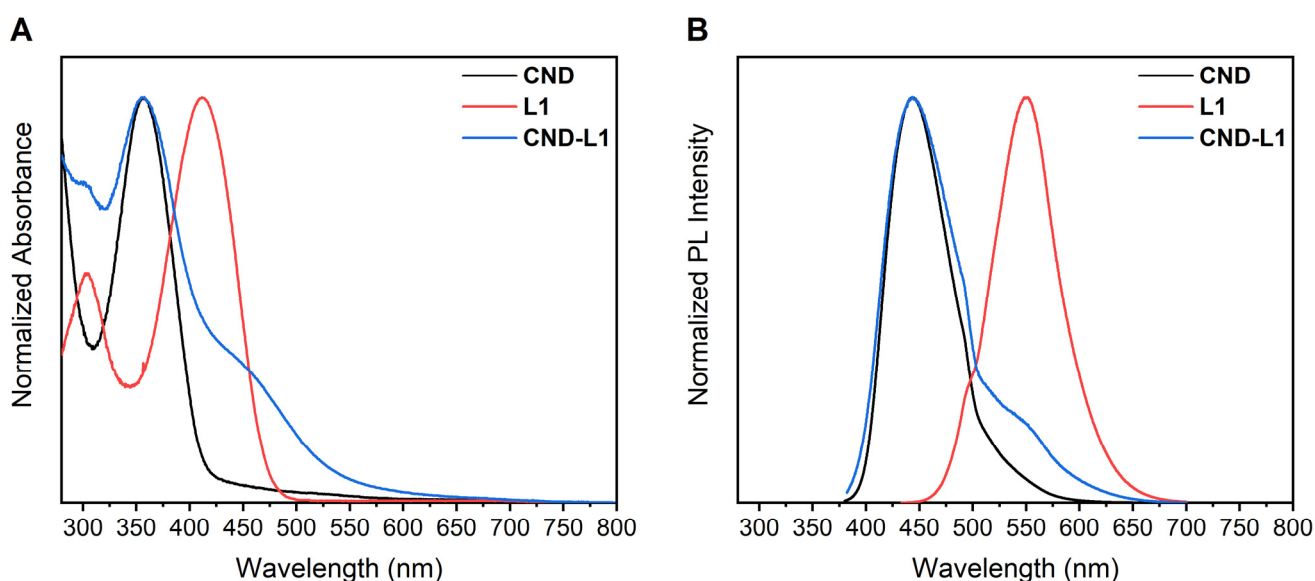 A
Normalized Absorbance
CND
L1
CND-L1
300 350 400 450 500 550 600 650 700 750 800
Wavelength (nm)
B
Normalized PL Intensity
CND
L1
CND-L1
300 350 400 450 500 550 600 650 700 750 800
Wavelength (nm)